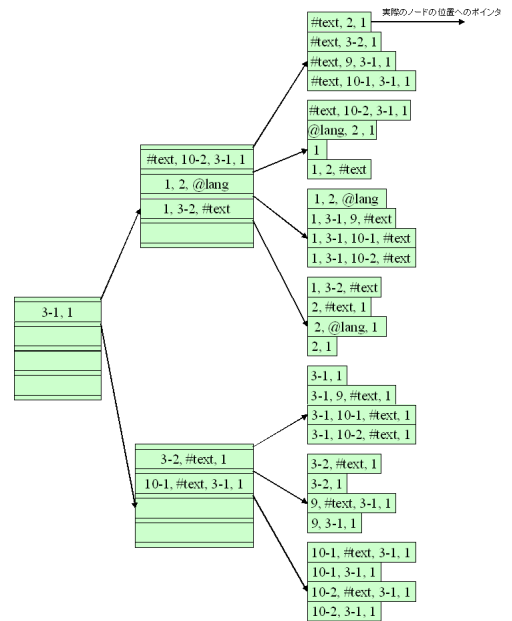 実際のノードの位置へのポインタ
#text, 2, 1
#text, 3-2, 1
#text, 9, 3-1, 1
#text, 10-1, 3-1, 1
#text, 10-2, 3-1, 1
@lang, 2 , 1
1
1, 2, #text
#text, 10-2, 3-1, 1
1, 2, @lang
1, 3-2, #text
1, 2, @lang
1, 3-1, 9, #text
1, 3-1, 10-1, #text
1, 3-1, 10-2, #text
1, 3-2, #text
2, #text, 1
2, @lang, 1
2, 1
3-1, 1
3-1, 1
3-1, 9, #text, 1
3-1, 10-1, #text, 1
3-1, 10-2, #text, 1
3-2, #text, 1
10-1, #text, 3-1, 1
3-2, #text, 1
3-2, 1
9, #text, 3-1, 1
9, 3-1, 1
10-1, #text, 3-1, 1
10-1, 3-1, 1
10-2, #text, 3-1, 1
10-2, 3-1, 1